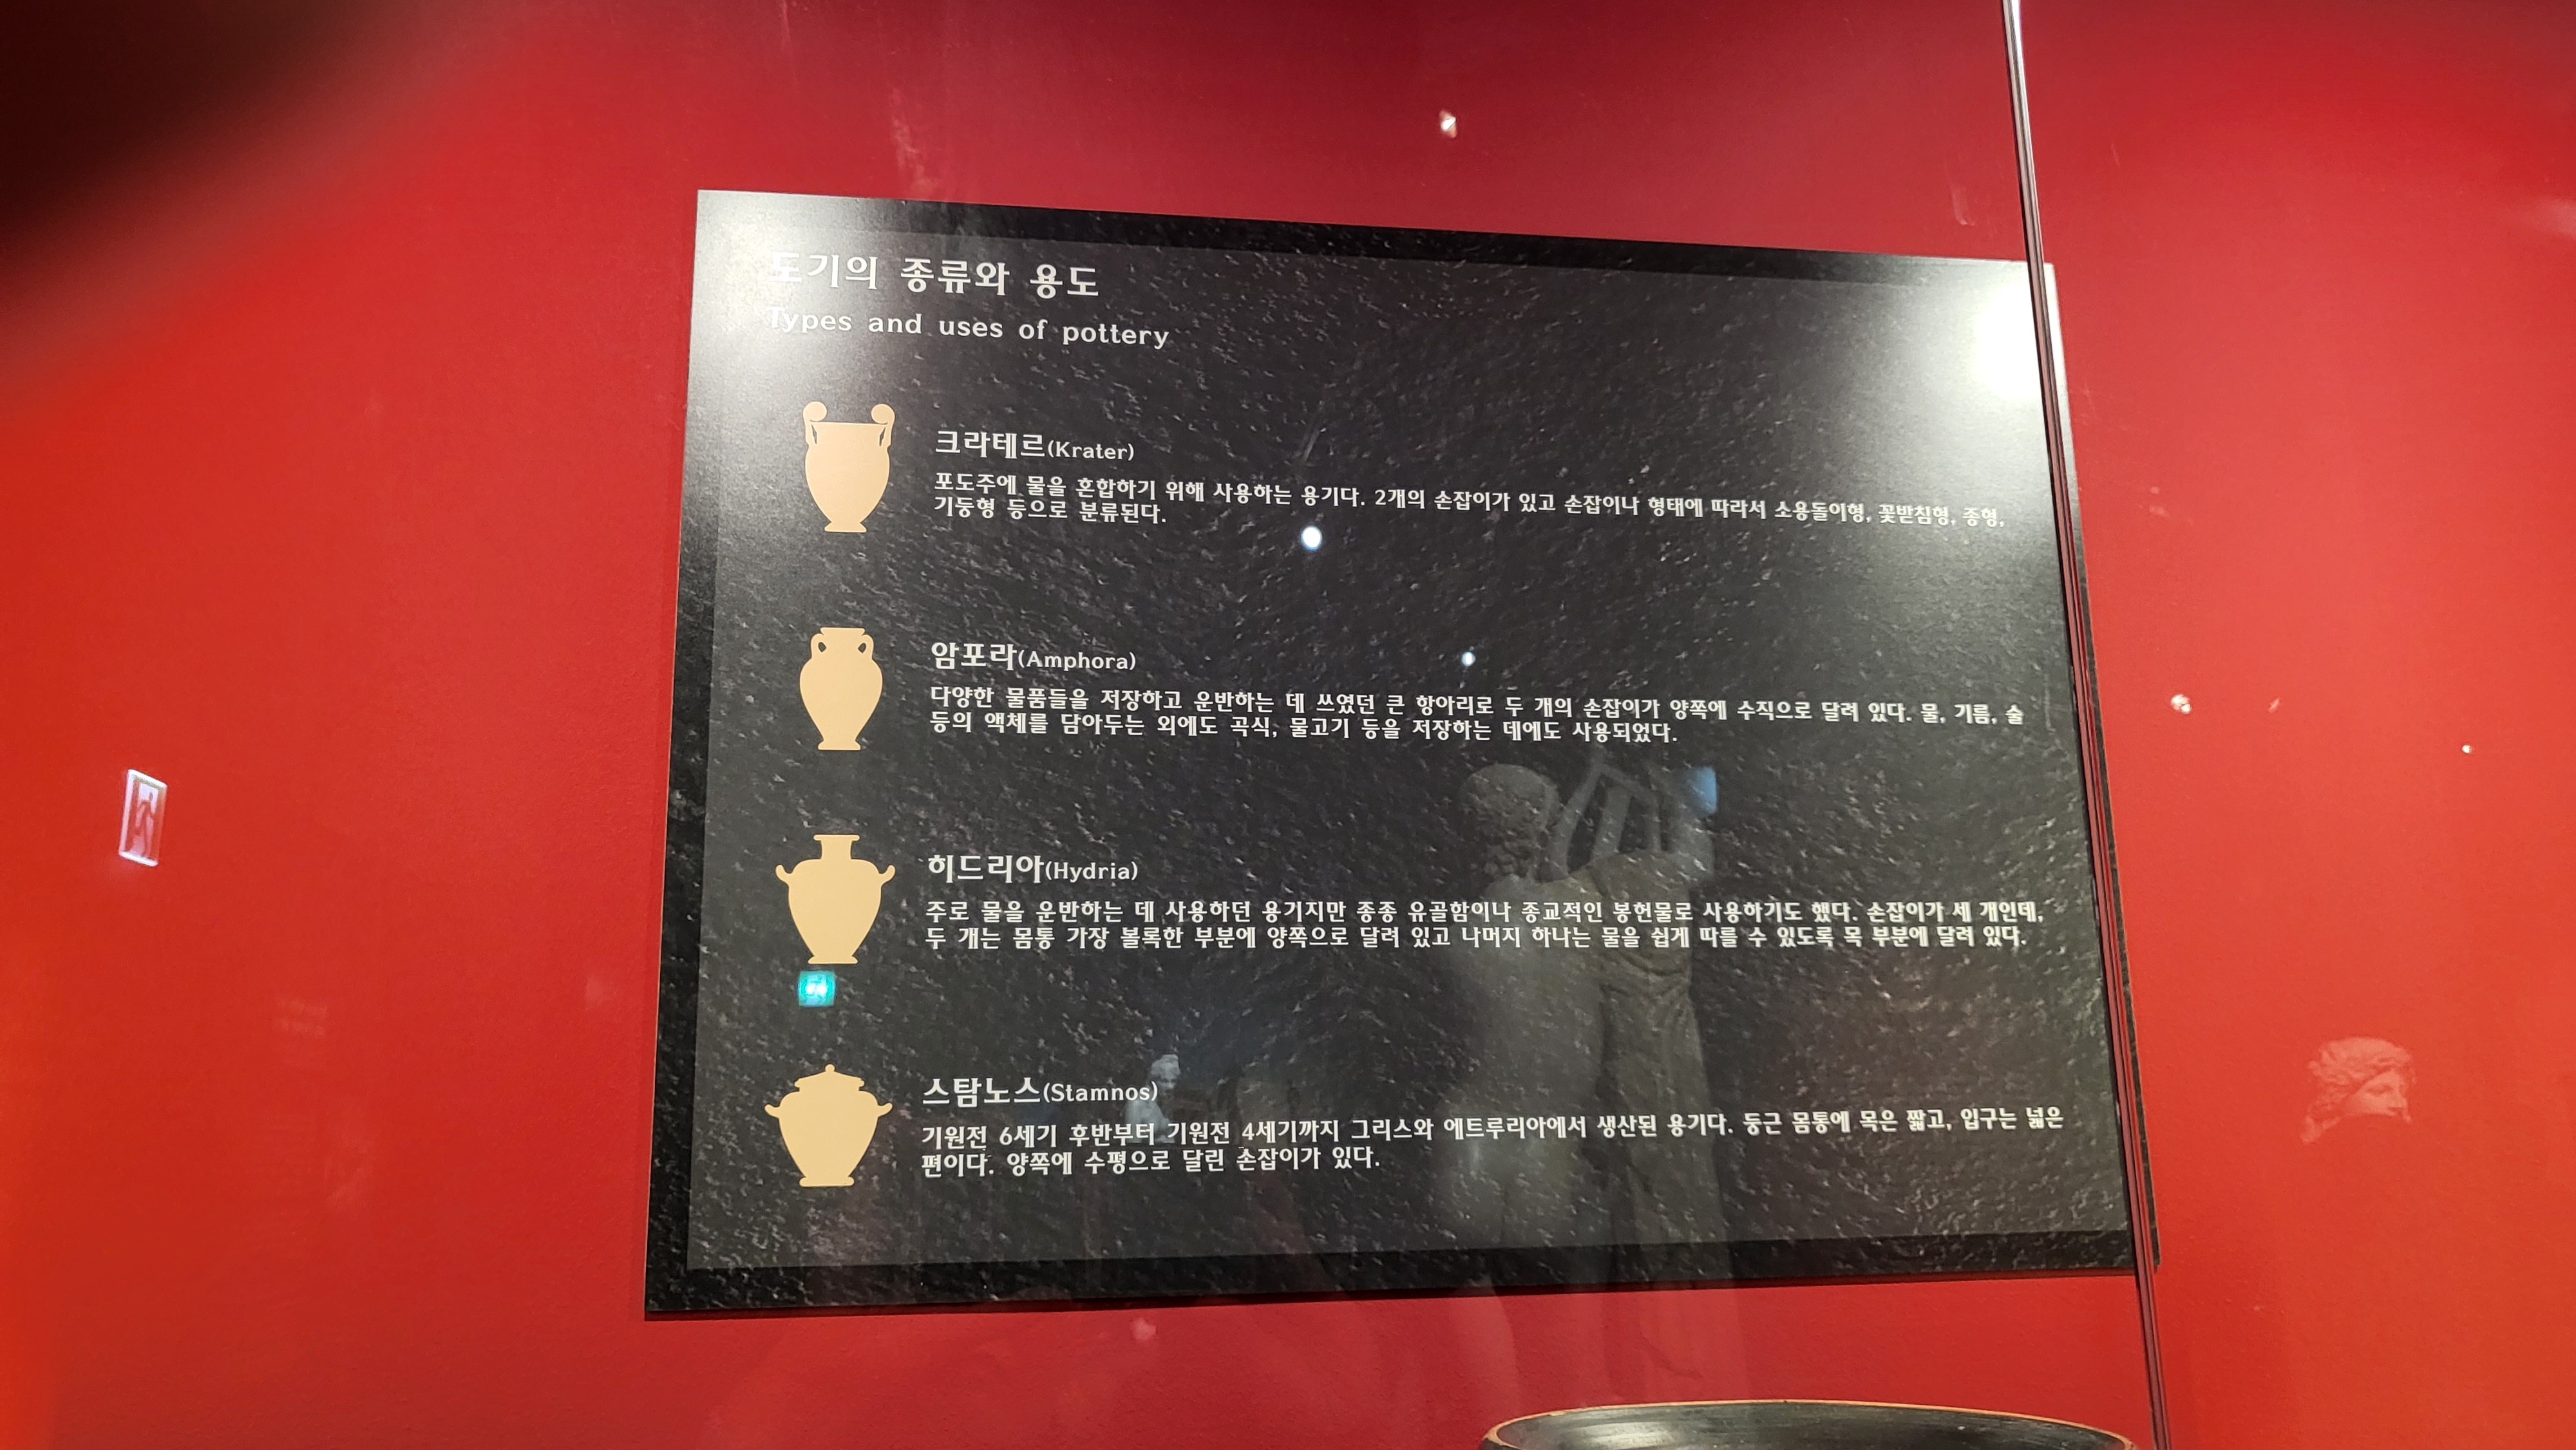 도기의 종류와 용도
Types and uses of pottery
크라테르(Krater)
포도주에 물을 혼합하기 위해 사용하는 용기다. 2개의 손잡이가 있고 손잡이나 형태에 따라서 소용돌이형, 꽃받침형, 종형,
기둥형 등으로 분류된다.
암포라(Amphora)
다양한 물품들을 저장하고 운반하는 데 쓰였던 큰 항아리로 두 개의 손잡이가 양쪽에 수직으로 달려 있다. 물, 기름, 술
등의 액체를 담아두는 외에도 곡식, 물고기 등을 저장하는 데에도 사용되었다.
히드리아(Hydria)
주로 물을 운반하는 데 사용하던 용기지만 종종 유골함이나 종교적인 봉헌물로 사용하기도 했다. 손잡이가 세 개인데,
두 개는 몸통 가장 볼록한 부분에 양쪽으로 달려 있고 나머지 하나는 물을 쉽게 따를 수 있도록 목 부분에 달려 있다.
스탐노스(Stamnos)
기원전 6세기 후반부터 기원전 4세기까지 그리스와 에트루리아에서 생산된 용기다. 둥근 몸통에 목은 짧고, 입구는 넓은
편이다. 양쪽에 수평으로 달린 손잡이가 있다.